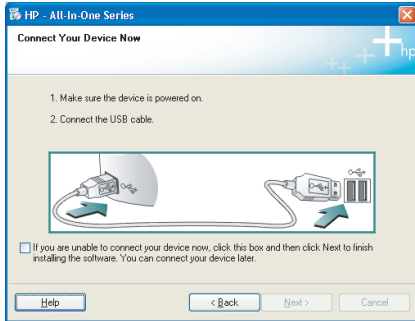 HP - All-In-One Series
Connect Your Device Now
hp
1. Make sure the device is powered on.
2. Connect the USB cable.
If you are unable to connect your device now, click this box and then click Next to finish
installing the software. You can connect your device later.
Help
< Back
Next >
Cancel